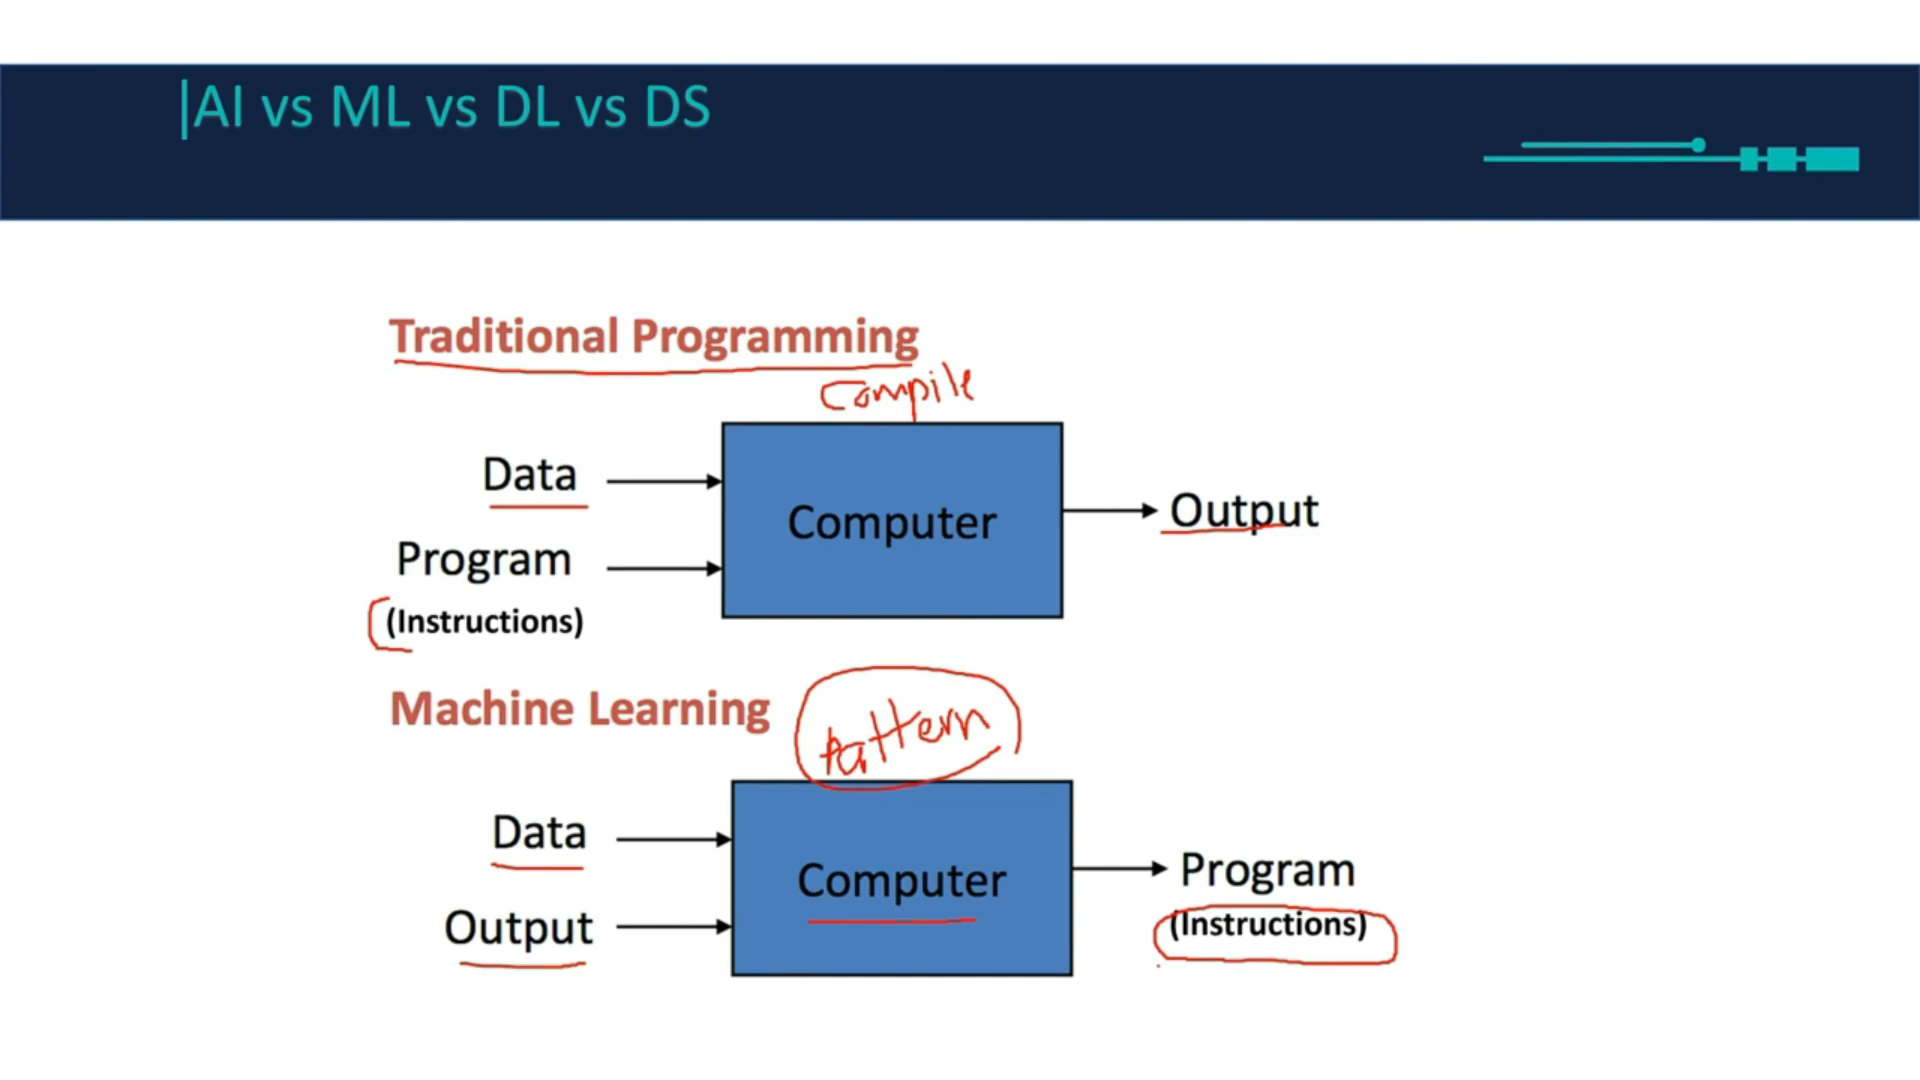 |AI vs ML vs DL vs DS
Traditional Programming
Compile
Data
Computer
Output
Program
(Instructions)
Machine Learning
Pattern
Data
Computer
Program
Output
(Instructions)